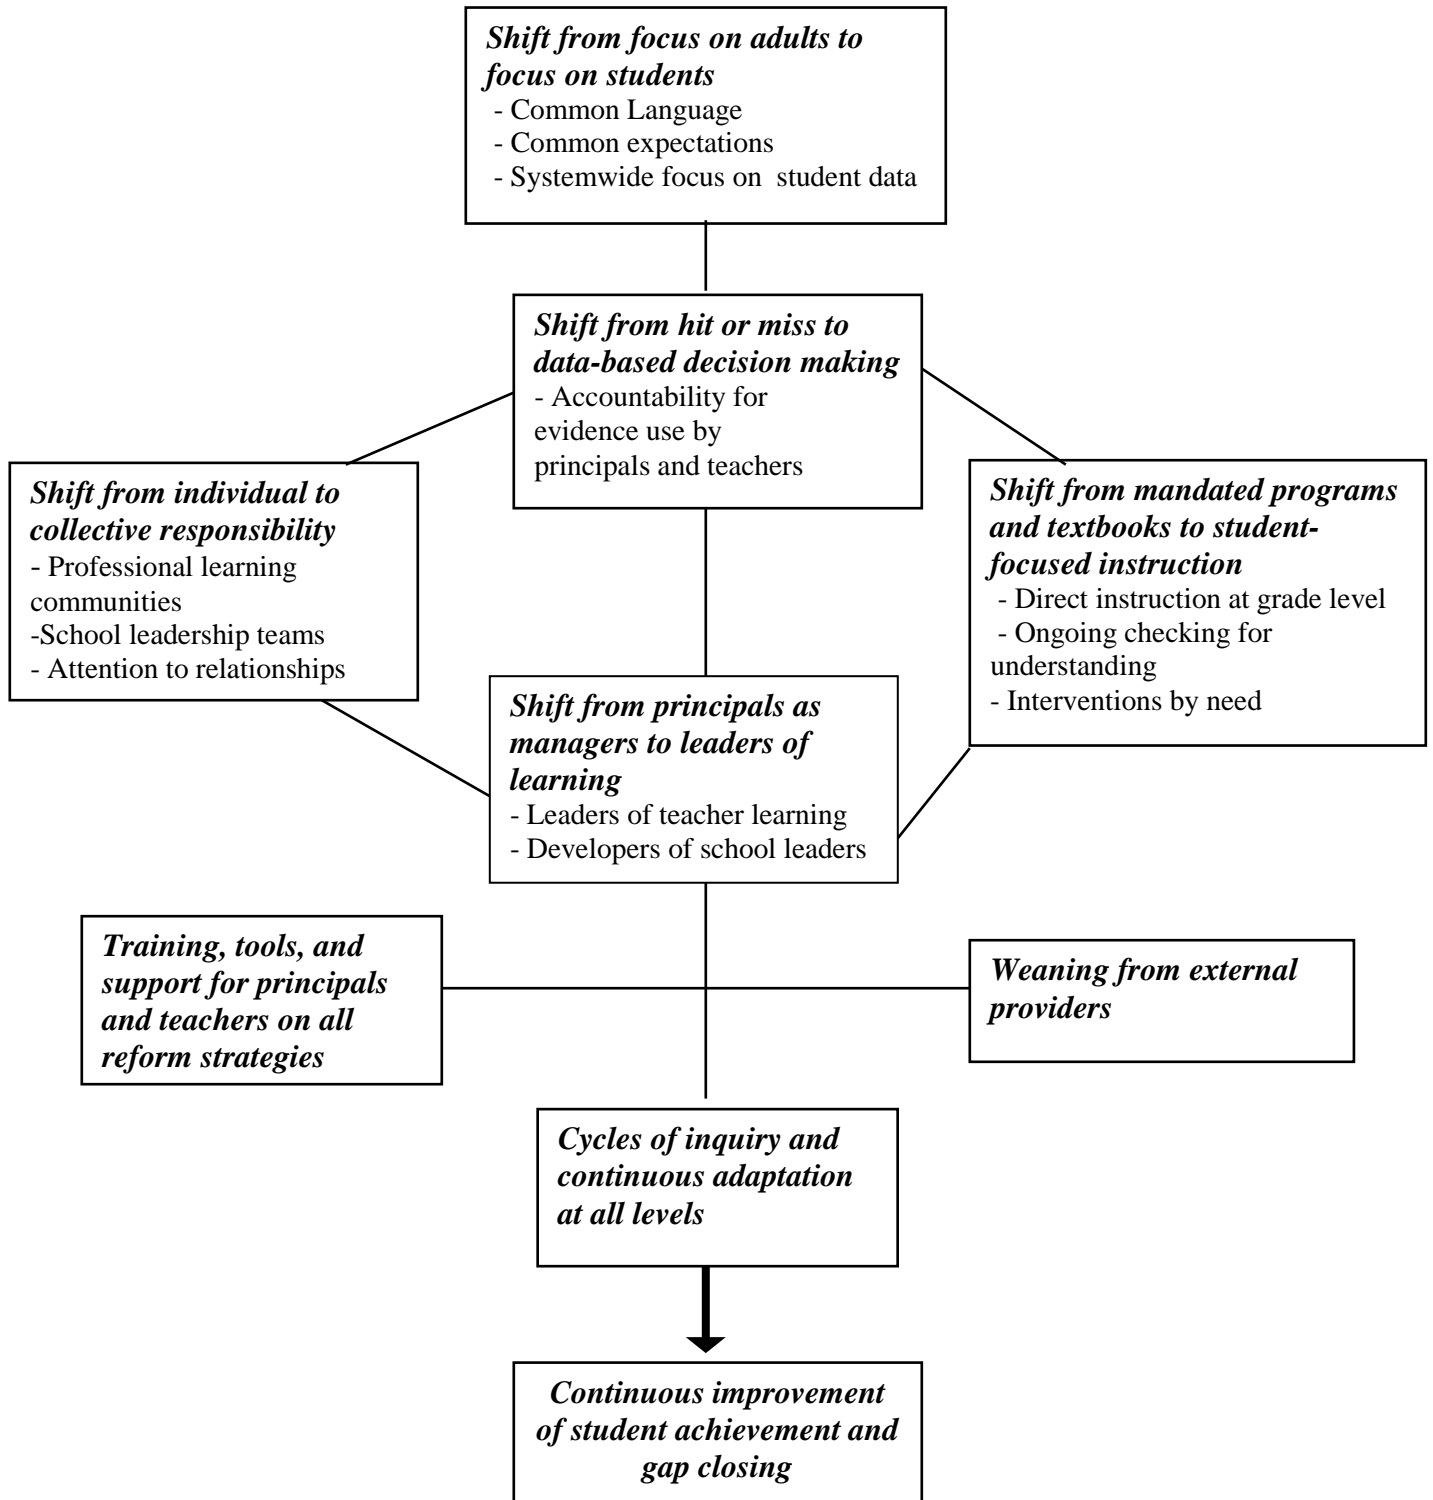 Shift from focus on adults to
focus on students
- Common Language
- Common expectations
- Systemwide focus on  student data
Shift from hit or miss to
data-based decision making
- Accountability for
evidence use by
principals and teachers
Shift from individual to
collective responsibility
- Professional learning
communities
-School leadership teams
- Attention to relationships
Shift from mandated programs
and textbooks to student-
focused instruction
- Direct instruction at grade level
- Ongoing checking for
understanding
- Interventions by need
Shift from principals as
managers to leaders of
learning
- Leaders of teacher learning
- Developers of school leaders
Training, tools, and
support for principals
and teachers on all
reform strategies
Weaning from external
providers
Cycles of inquiry and
continuous adaptation
at all levels
Continuous improvement
of student achievement and
gap closing